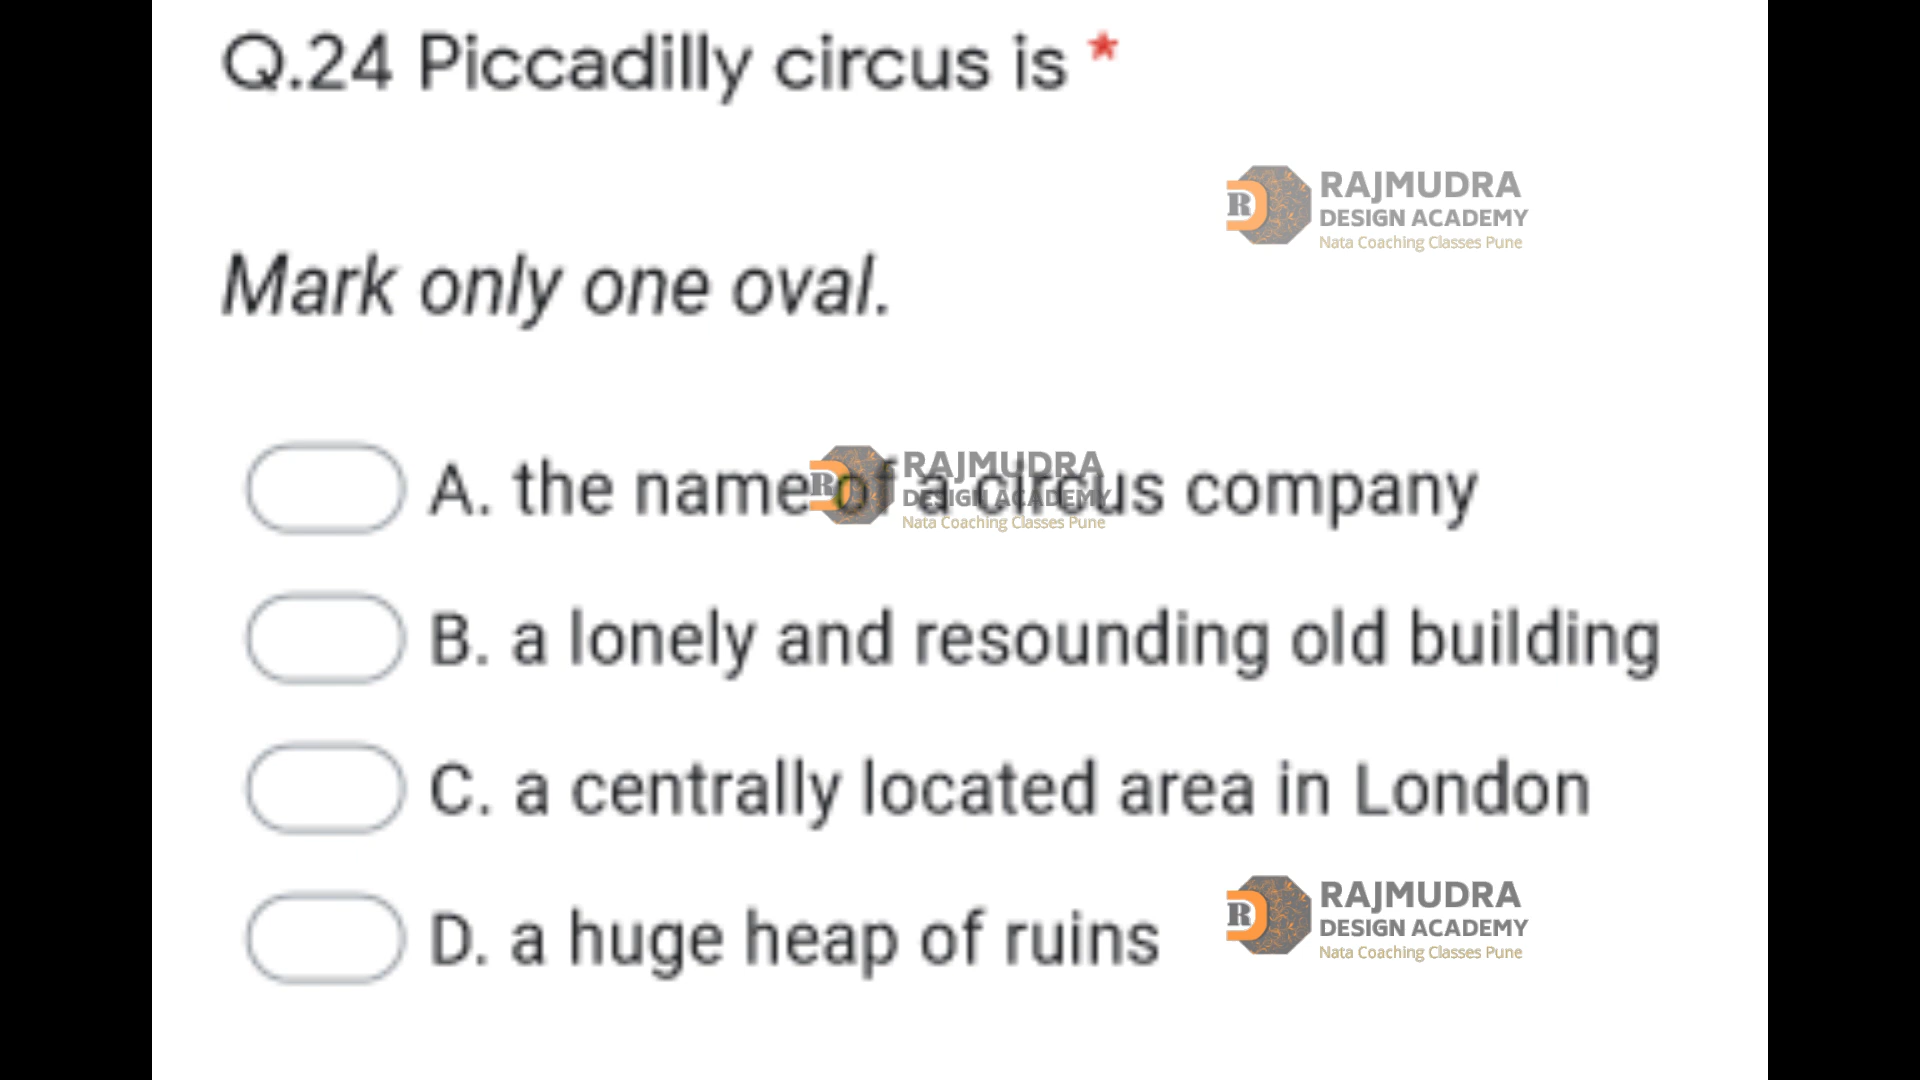 Q.24 Piccadilly circus is *
RAJMUDRA
DESIGN ACADEMY
Nata Coaching Classes Pune
Mark only one oval.
A. the name of a circus company
RAJMUDRA
DESIGN ACADEMY
Nata Coaching Classes Pune
B. a lonely and resounding old building
C. a centrally located area in London
D. a huge heap of ruins
RAJMUDRA
DESIGN ACADEMY
Nata Coaching Classes Pune